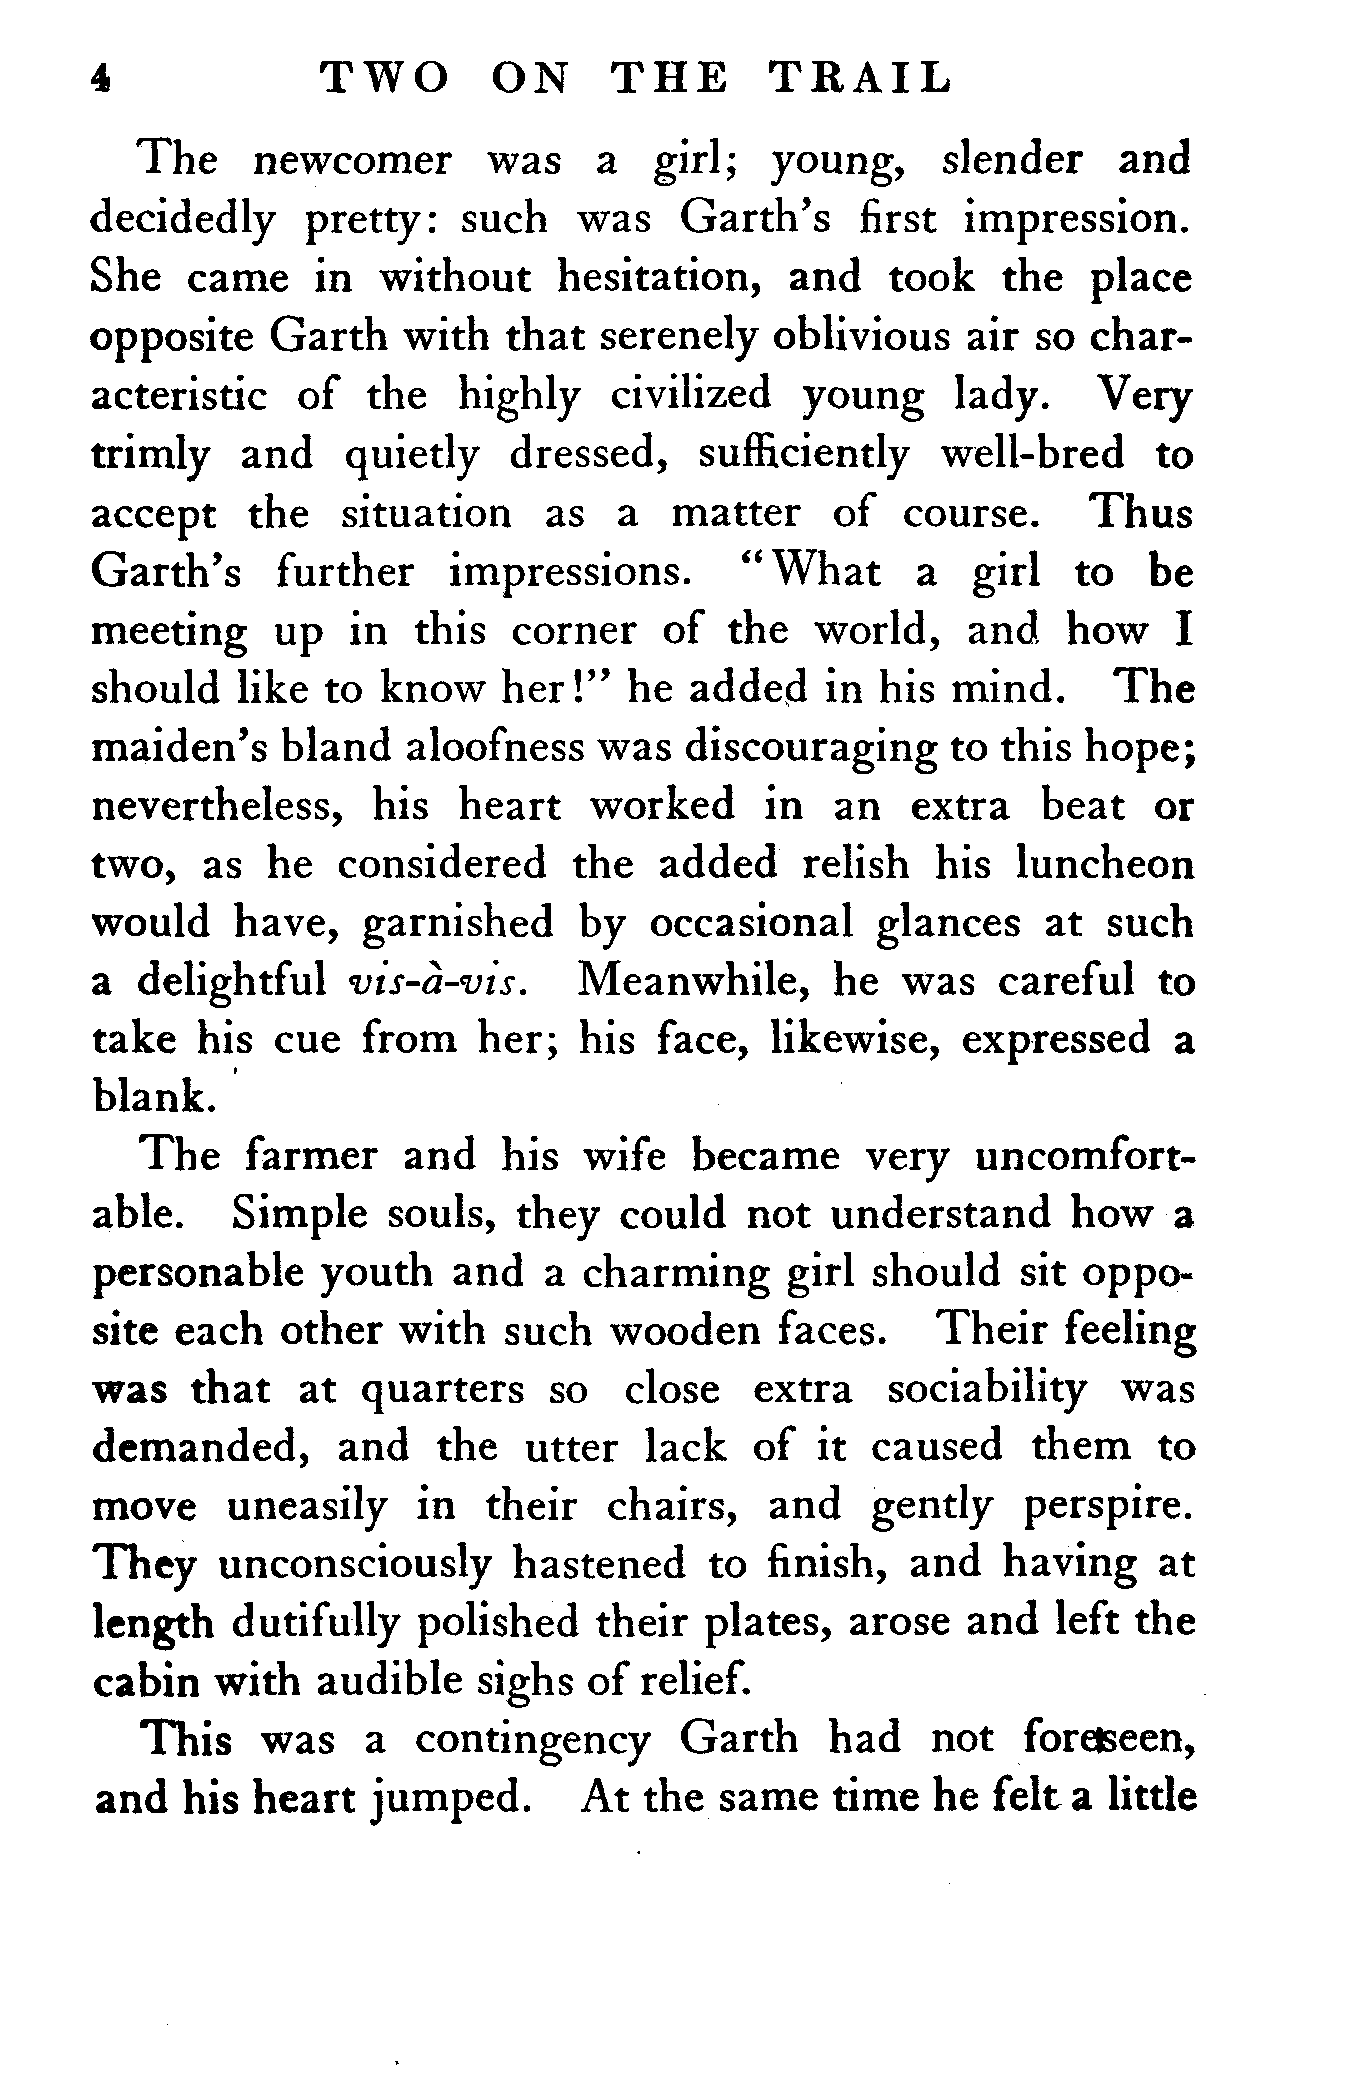 4 TWO ON THE TRAIL
The newcomer was a girl; young, slender and
decidedly pretty: such was Garth's first impression.
She came in without hesitation, and took the place
opposite Garth with that serenely oblivious air so char-
acteristic of the highly civilized young lady. Very
trimly and quietly dressed, sufficiently well-bred to
accept the situation as a matter of course. Thus
Garth's further impressions. "What a girl to be
meeting up in this corner of the world, and how I
should like to know her!" he added in his mind. The
maiden's bland aloofness was discouraging to this hope;
nevertheless, his heart worked in an extra beat or
two, as he considered the added relish his luncheon
would have, garnished by occasional glances at such
a delightful vis-à-vis. Meanwhile, he was careful to
take his cue from her; his face, likewise, expressed a
blank.
The farmer and his wife became very uncomfort-
able. Simple souls, they could not understand how a
personable youth and a charming girl should sit oppo-
site each other with such wooden faces. Their feeling
was that at quarters so close extra sociability was
demanded, and the utter lack of it caused them to
move uneasily in their chairs, and gently perspire.
They unconsciously hastened to finish, and having at
length dutifully polished their plates, arose and left the
cabin with audible sighs of relief.
This was a contingency Garth had not foreseen,
and his heart jumped. At the same time he felt a little